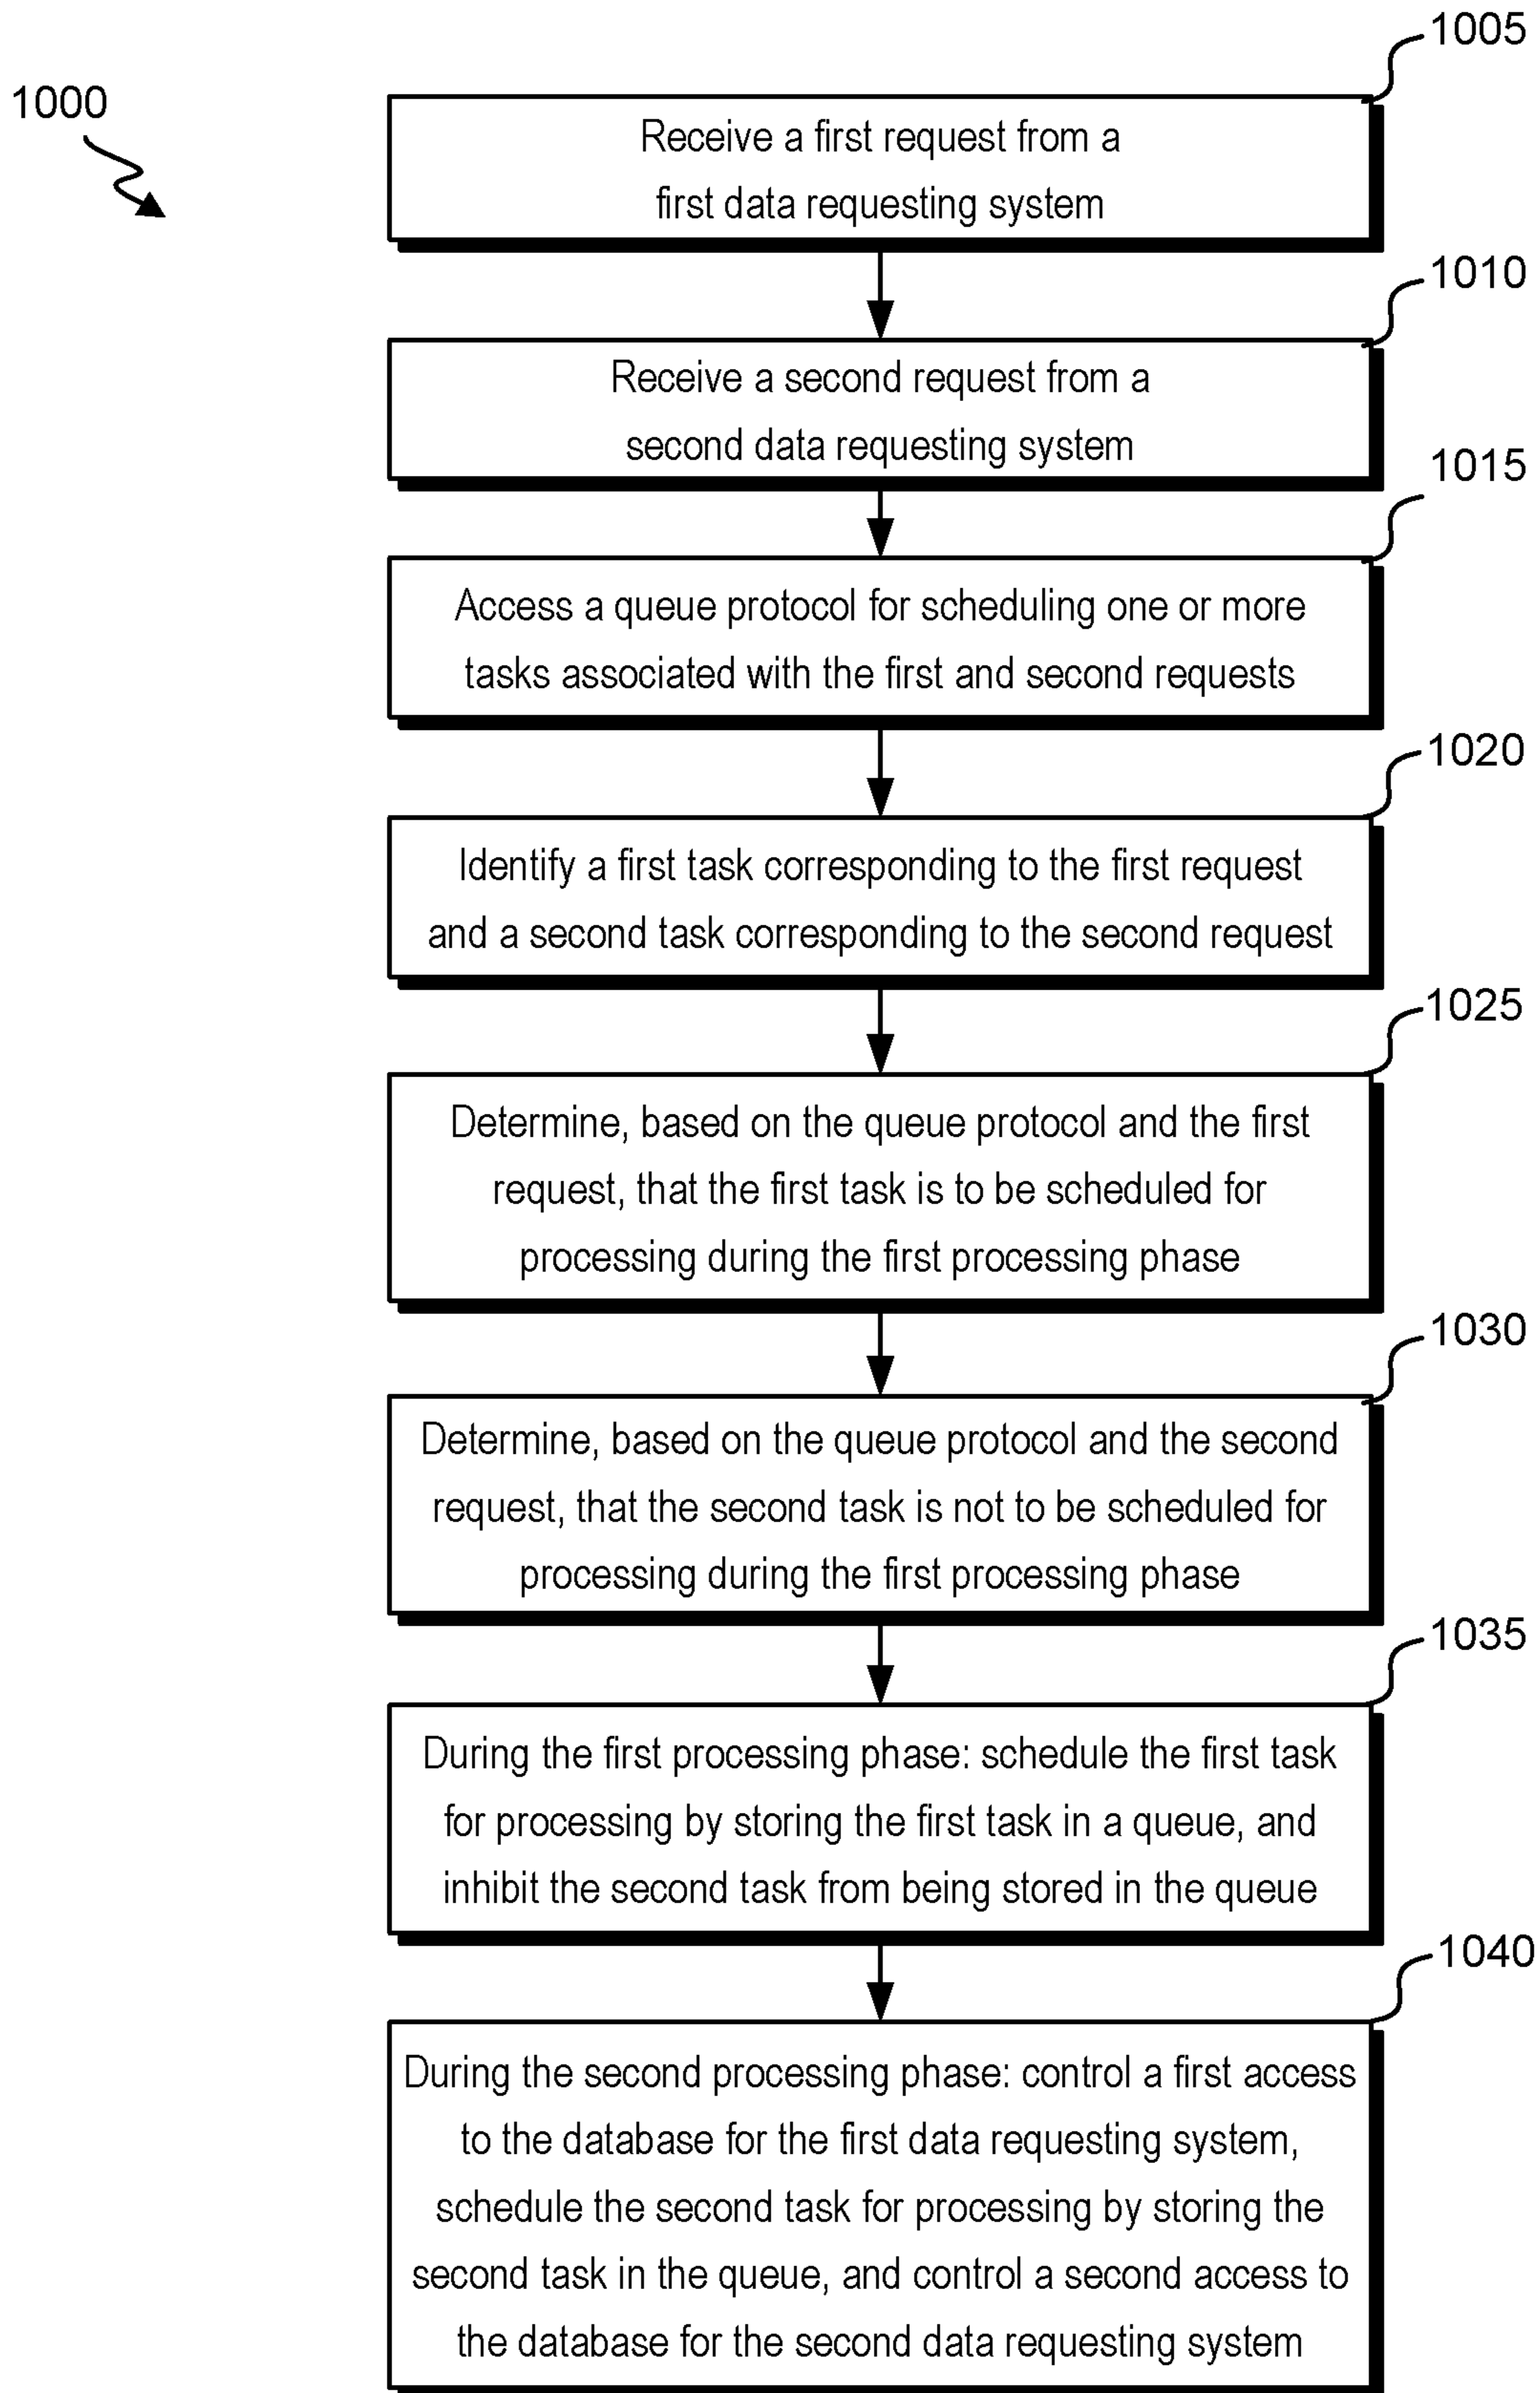 1000
1005
Receive a first request from a
first data requesting system
1010
Receive a second request from a
second data requesting system
1015
Access a queue protocol for scheduling one or more
tasks associated with the first and second requests
1020
Identify a first task corresponding to the first request
and a second task corresponding to the second request
1025
Determine, based on the queue protocol and the first
request, that the first task is to be scheduled for
processing during the first processing phase
1030
Determine, based on the queue protocol and the second
request, that the second task is not to be scheduled for
processing during the first processing phase
1035
During the first processing phase: schedule the first task
for processing by storing the first task in a queue, and
inhibit the second task from being stored in the queue
1040
During the second processing phase: control a first access
to the database for the first data requesting system,
schedule the second task for processing by storing the
second task in the queue, and control a second access to
the database for the second data requesting system